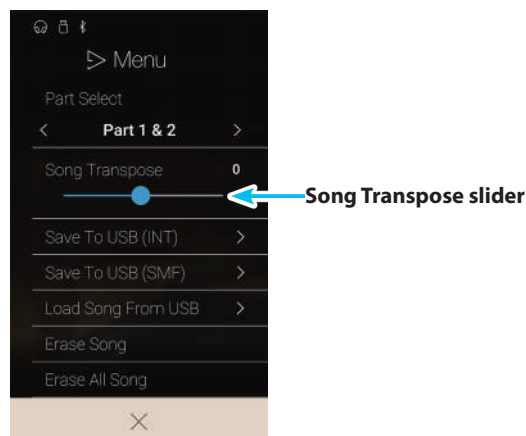 Menu
Part Select
< Part 1 & 2 >
Song Transpose 0
Song Transpose slider
Save To USB (INT) >
Save To USB (SMF) >
Load Song From USB >
Erase Song
Erase All Song